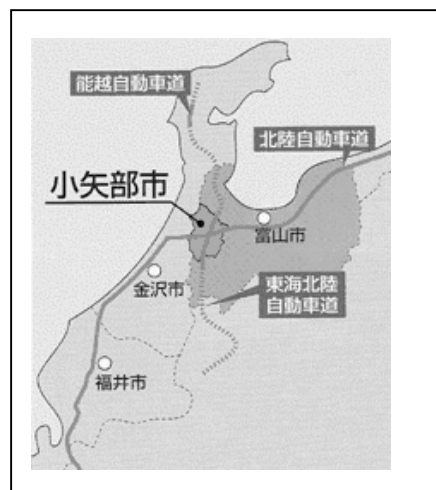 能越自動車道
北陸自動車道
小矢部市
富山市
金沢市
東海北陸
自動車道
福井市